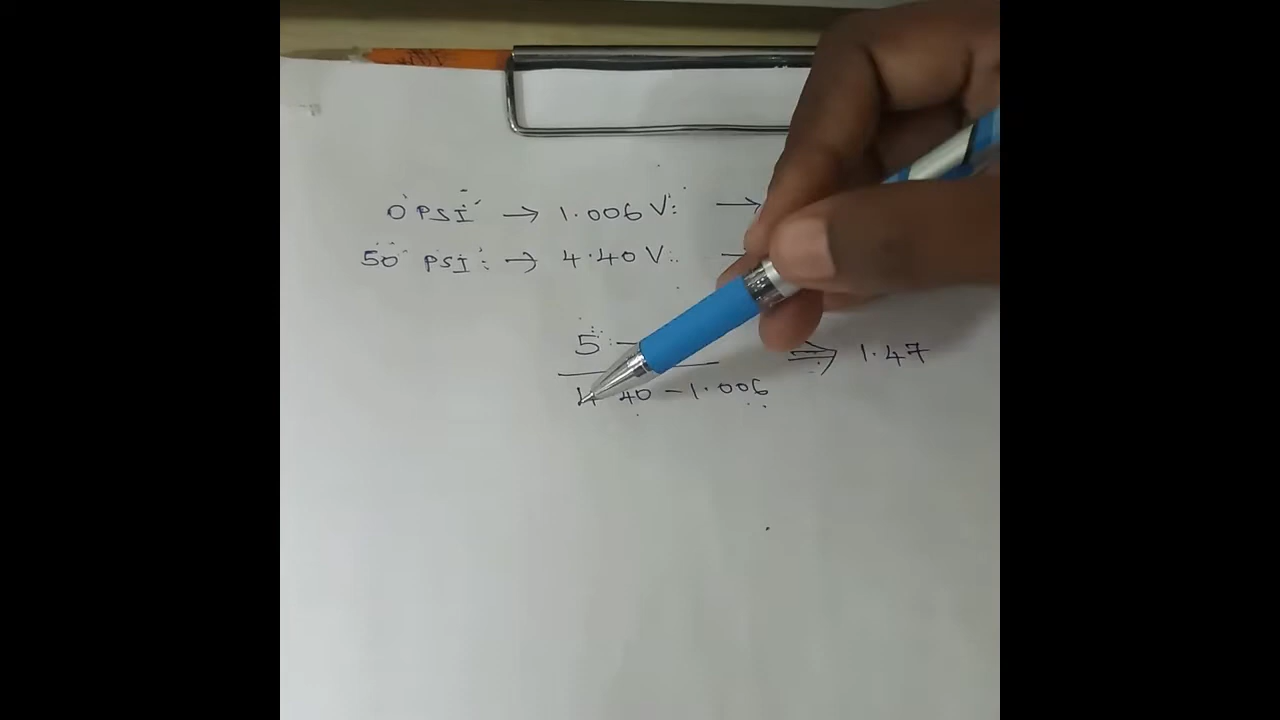 0 PSI → 1.006 V →
50 PSI → 4.40 V →
5 - ⇒ 1.47
4.40 - 1.006